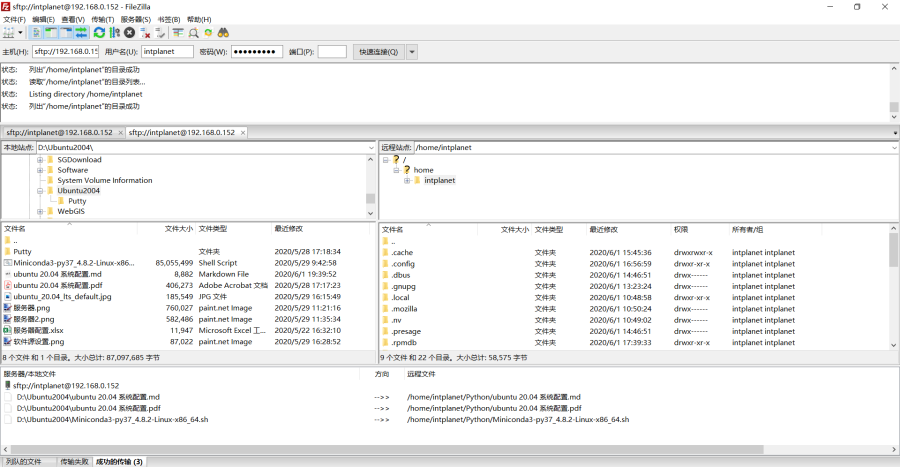 sftp://intplanet@192.168.0.152 - FileZilla
文件(F) 编辑(E) 查看(V) 传输(T) 服务器(S) 书签(B) 帮助(H)
主机(H): sftp://192.168.0.15 用户名(U): intplanet 密码(W): ●●●●●●●●● 端口(P): 快速连接(Q)
状态: 列出"/home/intplanet"的目录成功
状态: 读取"/home/intplanet"的目录列表...
状态: Listing directory /home/intplanet
状态: 列出"/home/intplanet"的目录成功
sftp://intplanet@192.168.0.152 × sftp://intplanet@192.168.0.152 ×
本地站点: D:\Ubuntu2004\
SGDownload
Software
System Volume Information
Ubuntu2004
Putty
WebGIS
远程站点: /home/intplanet
/
home
intplanet
文件名 文件大小 文件类型 最近修改
..
Putty 文件夹 2020/5/28 17:18:34
Miniconda3-py37_4.8.2-Linux-x86... 85,055,499 Shell Script 2020/5/29 9:42:58
ubuntu 20.04 系统配置.md 8,882 Markdown File 2020/6/1 19:39:52
ubuntu 20.04 系统配置.pdf 406,273 Adobe Acrobat 文档 2020/5/28 17:17:23
ubuntu_20.04_lts_default.jpg 185,549 JPG 文件 2020/5/29 16:15:49
服务器.png 760,027 paint.net Image 2020/5/29 11:21:16
服务器2.png 582,486 paint.net Image 2020/5/29 11:35:34
服务器配置.xlsx 11,947 Microsoft Excel 工... 2020/5/22 16:32:10
软件源设置.png 87,022 paint.net Image 2020/5/29 16:28:52
8 个文件 和 1 个目录。大小总计: 87,097,685 字节
文件名 文件大小 文件类型 最近修改 权限 所有者/组
..
.cache 文件夹 2020/6/1 15:45:36 drwxrwxr-x intplanet intplanet
.config 文件夹 2020/6/1 16:56:59 drwxr-xr-x intplanet intplanet
.dbus 文件夹 2020/6/1 14:46:51 drwx------ intplanet intplanet
.gnupg 文件夹 2020/6/1 13:23:24 drwx------ intplanet intplanet
.local 文件夹 2020/6/1 10:48:58 drwxr-xr-x intplanet intplanet
.mozilla 文件夹 2020/6/1 10:50:24 drwx------ intplanet intplanet
.nv 文件夹 2020/6/1 10:49:02 drwx------ intplanet intplanet
.presage 文件夹 2020/6/1 14:46:51 drwx------ intplanet intplanet
.rpmdb 文件夹 2020/6/1 17:39:33 drwxr-xr-x intplanet intplanet
9 个文件 和 22 个目录。大小总计: 58,575 字节
服务器/本地文件 方向 远程文件
sftp://intplanet@192.168.0.152
D:\Ubuntu2004\ubuntu 20.04 系统配置.md -->> /home/intplanet/Python/ubuntu 20.04 系统配置.md
D:\Ubuntu2004\ubuntu 20.04 系统配置.pdf -->> /home/intplanet/Python/ubuntu 20.04 系统配置.pdf
D:\Ubuntu2004\Miniconda3-py37_4.8.2-Linux-x86_64.sh -->> /home/intplanet/Python/Miniconda3-py37_4.8.2-Linux-x86_64.sh
列队的文件 传输失败 成功的传输 (3)